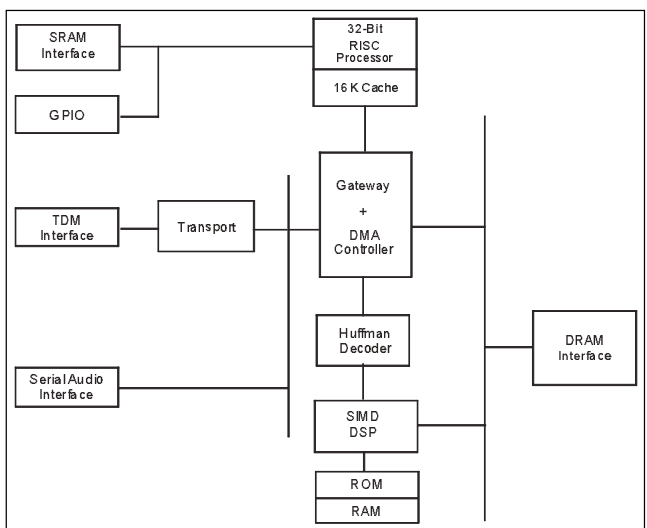 SRAM
Interface
32-Bit
RISC
Processor
16 K Cache
GPIO
Gateway
+
DMA
Controller
TDM
Interface
Transport
Huffman
Decoder
DRAM
Interface
Serial Audio
Interface
SIMD
DSP
ROM
RAM